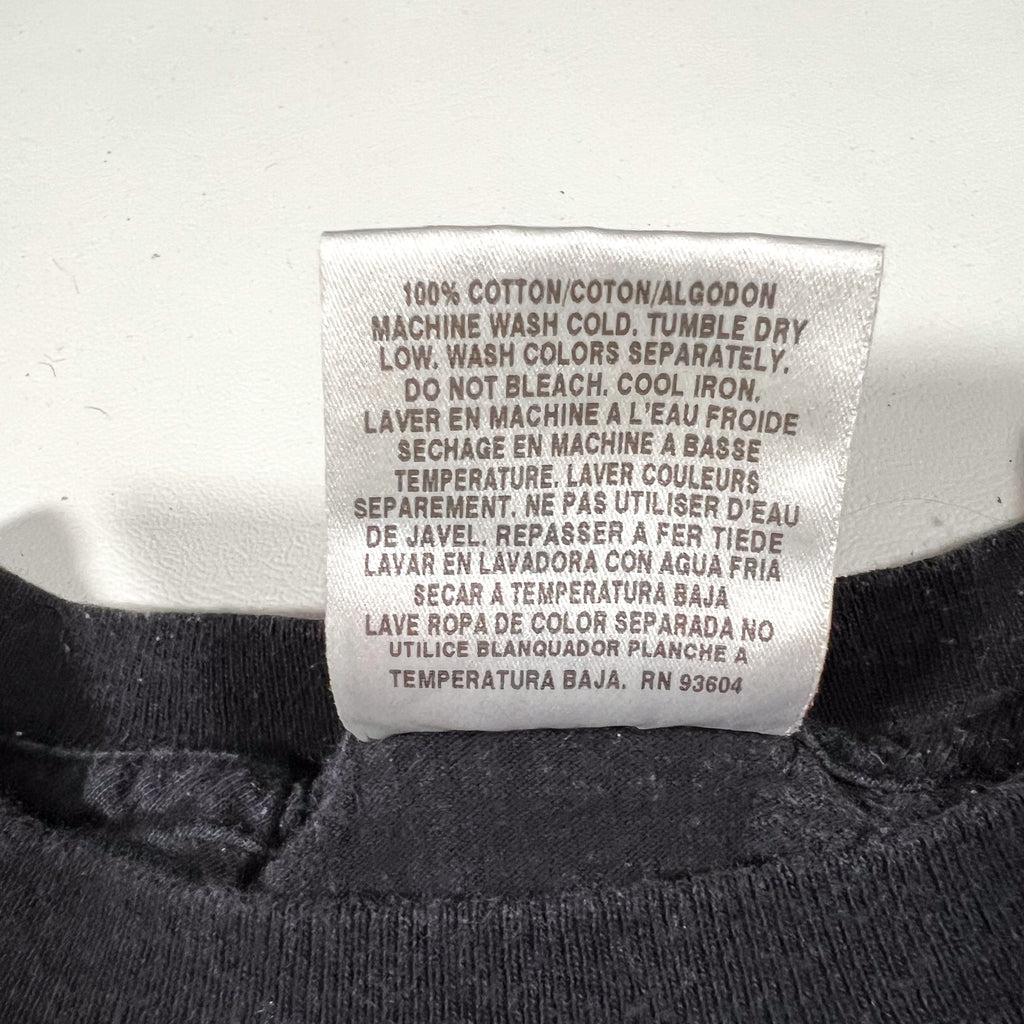 100% COTTON/COTON/ALGODON
MACHINE WASH COLD. TUMBLE DRY
LOW. WASH COLORS SEPARATELY.
DO NOT BLEACH. COOL IRON.
LAVER EN MACHINE A L'EAU FROIDE
SECHAGE EN MACHINE A BASSE
TEMPERATURE. LAVER COULEURS
SEPAREMENT. NE PAS UTILISER D'EAU
DE JAVEL. REPASSER A FER TIEDE
LAVAR EN LAVADORA CON AGUA FRIA
SECAR A TEMPERATURA BAJA
LAVE ROPA DE COLOR SEPARADA NO
UTILICE BLANQUADOR PLANCHE A
TEMPERATURA BAJA. RN 93604